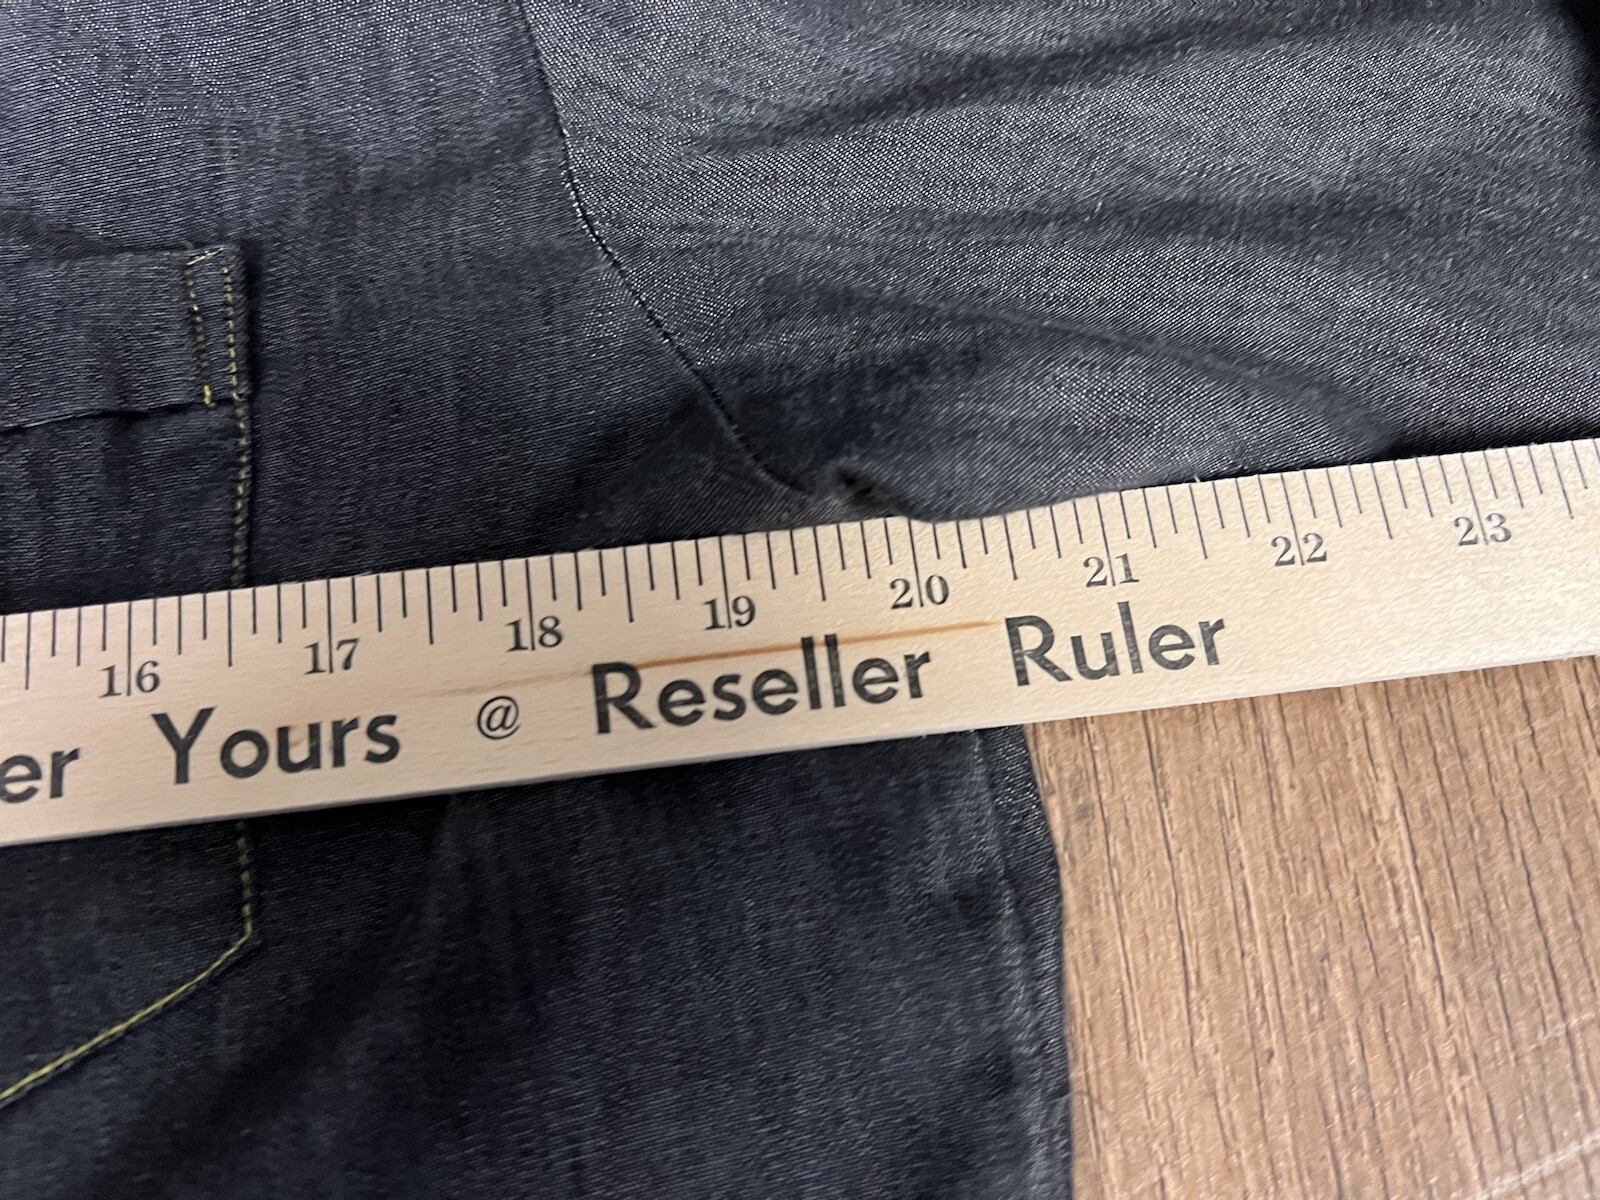 16 17 18 19 20 21 22 23
Yours @ Reseller Ruler